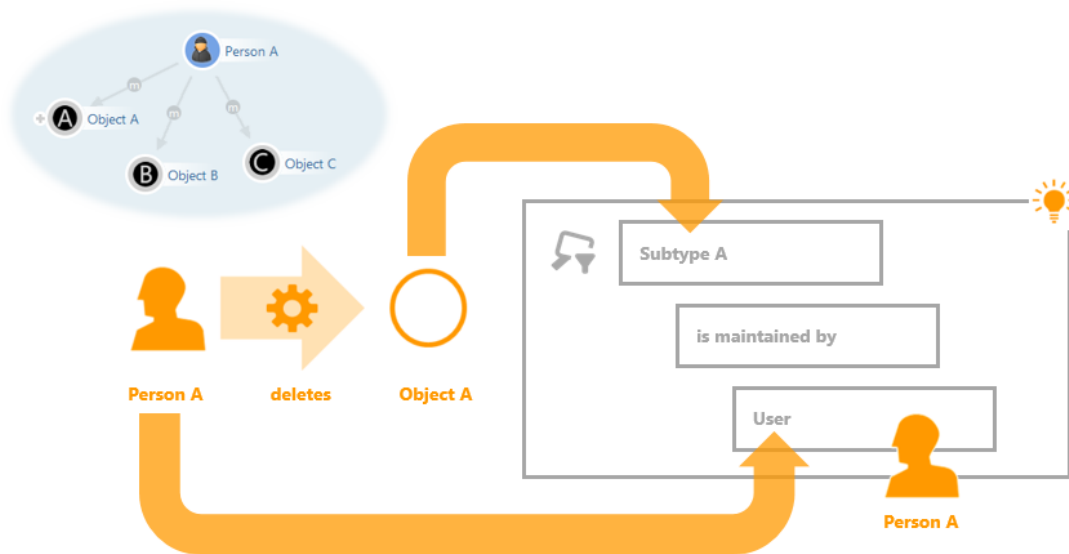 Person A
m
m
m
A
Object A
B
Object B
C
Object C
Subtype A
is maintained by
User
Person A
deletes
Object A
Person A